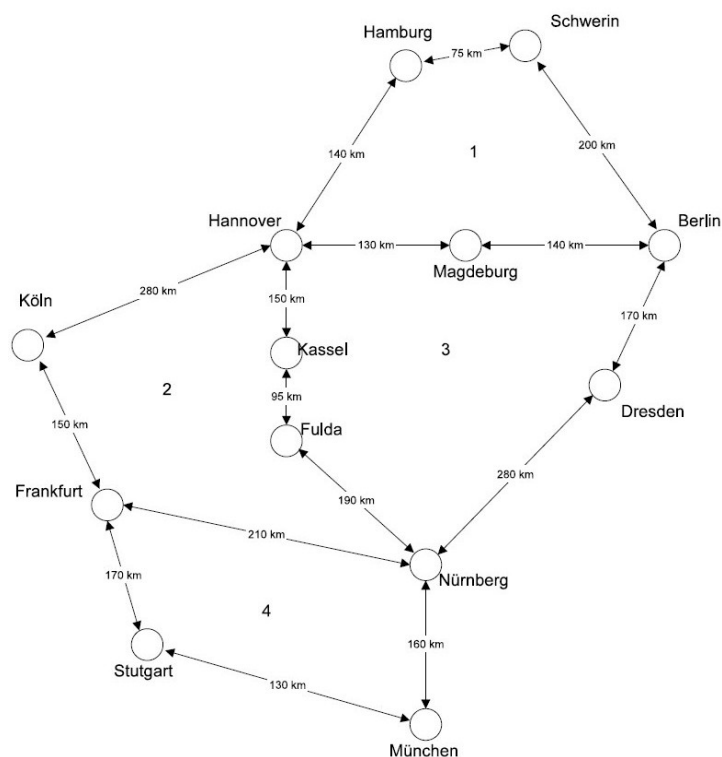 Schwerin
Hamburg
75 km
140 km
1
200 km
Hannover
Berlin
130 km
140 km
Magdeburg
280 km
150 km
Köln
170 km
Kassel
3
2
95 km
Dresden
150 km
Fulda
280 km
Frankfurt
190 km
210 km
170 km
Nürnberg
4
160 km
Stutgart
130 km
München